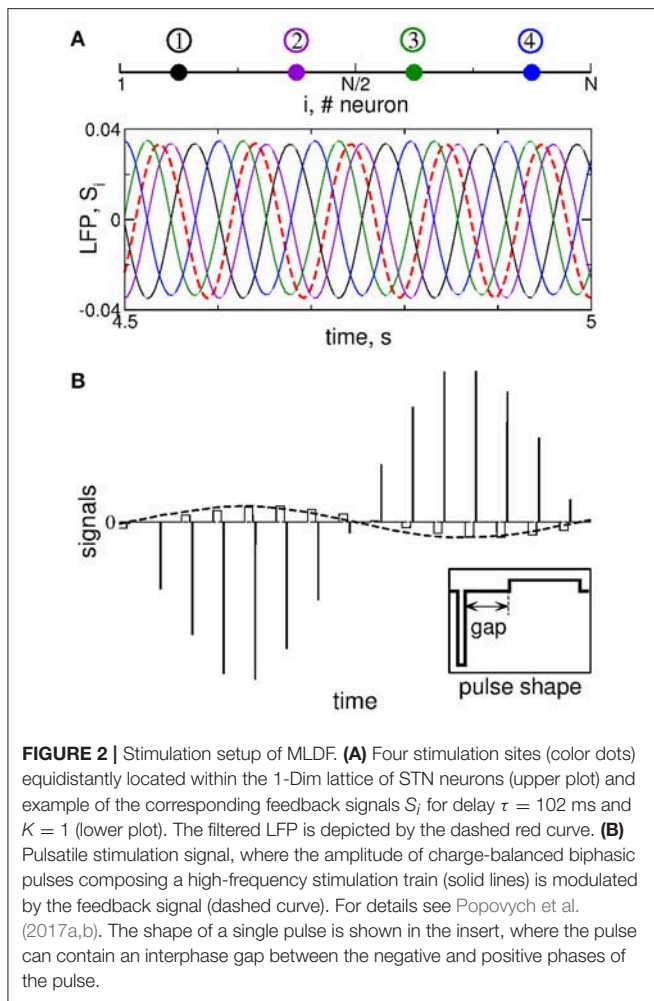 A
① ② ③ ④
1 N/2 N
i, # neuron
0.04
LFP, Sᵢ
0
-0.04
4.5 5
time, s
B
signals
0
gap
time
pulse shape
FIGURE 2 | Stimulation setup of MLDF. (A) Four stimulation sites (color dots)
equidistantly located within the 1-Dim lattice of STN neurons (upper plot) and
example of the corresponding feedback signals Sᵢ for delay τ = 102 ms and
K = 1 (lower plot). The filtered LFP is depicted by the dashed red curve. (B)
Pulsatile stimulation signal, where the amplitude of charge-balanced biphasic
pulses composing a high-frequency stimulation train (solid lines) is modulated
by the feedback signal (dashed curve). For details see Popovych et al.
(2017a,b). The shape of a single pulse is shown in the insert, where the pulse
can contain an interphase gap between the negative and positive phases of
the pulse.